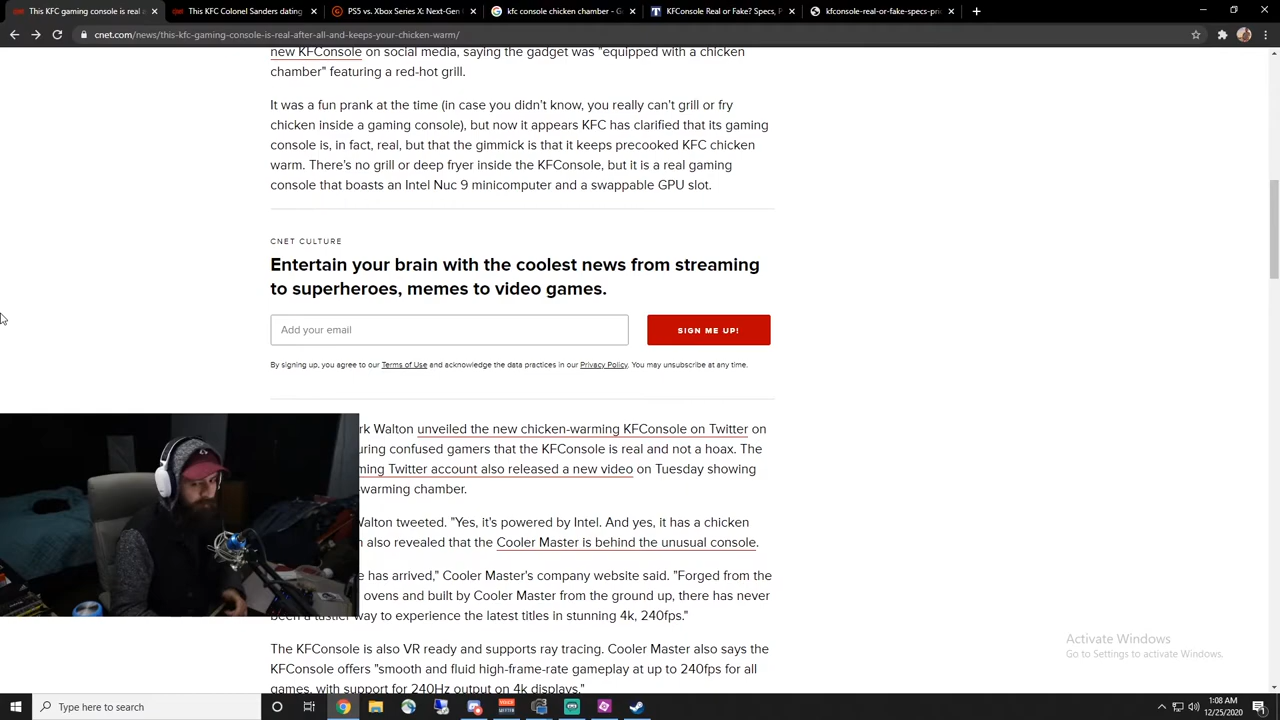 This KFC gaming console is real a
This KFC Colonel Sanders dating
PS5 vs. Xbox Series X: Next-Gen
kfc console chicken chamber - G
KFConsole Real or Fake? Specs, P
kfconsole-real-or-fake-specs-pri
cnet.com/news/this-kfc-gaming-console-is-real-after-all-and-keeps-your-chicken-warm/
new KFConsole on social media, saying the gadget was "equipped with a chicken
chamber" featuring a red-hot grill.
It was a fun prank at the time (in case you didn't know, you really can't grill or fry
chicken inside a gaming console), but now it appears KFC has clarified that its gaming
console is, in fact, real, but that the gimmick is that it keeps precooked KFC chicken
warm. There's no grill or deep fryer inside the KFConsole, but it is a real gaming
console that boasts an Intel Nuc 9 minicomputer and a swappable GPU slot.
CNET CULTURE
Entertain your brain with the coolest news from streaming
to superheroes, memes to video games.
Add your email
SIGN ME UP!
By signing up, you agree to our Terms of Use and acknowledge the data practices in our Privacy Policy. You may unsubscribe at any time.
rk Walton unveiled the new chicken-warming KFConsole on Twitter on
uring confused gamers that the KFConsole is real and not a hoax. The
ming Twitter account also released a new video on Tuesday showing
warming chamber.
Walton tweeted. "Yes, it's powered by Intel. And yes, it has a chicken
n also revealed that the Cooler Master is behind the unusual console.
e has arrived," Cooler Master's company website said. "Forged from the
ovens and built by Cooler Master from the ground up, there has never
been a tastier way to experience the latest titles in stunning 4k, 240fps."
The KFConsole is also VR ready and supports ray tracing. Cooler Master also says the
KFConsole offers "smooth and fluid high-frame-rate gameplay at up to 240fps for all
games, with support for 240Hz output on 4k displays."
Activate Windows
Go to Settings to activate Windows.
Type here to search
1:08 AM
12/25/2020